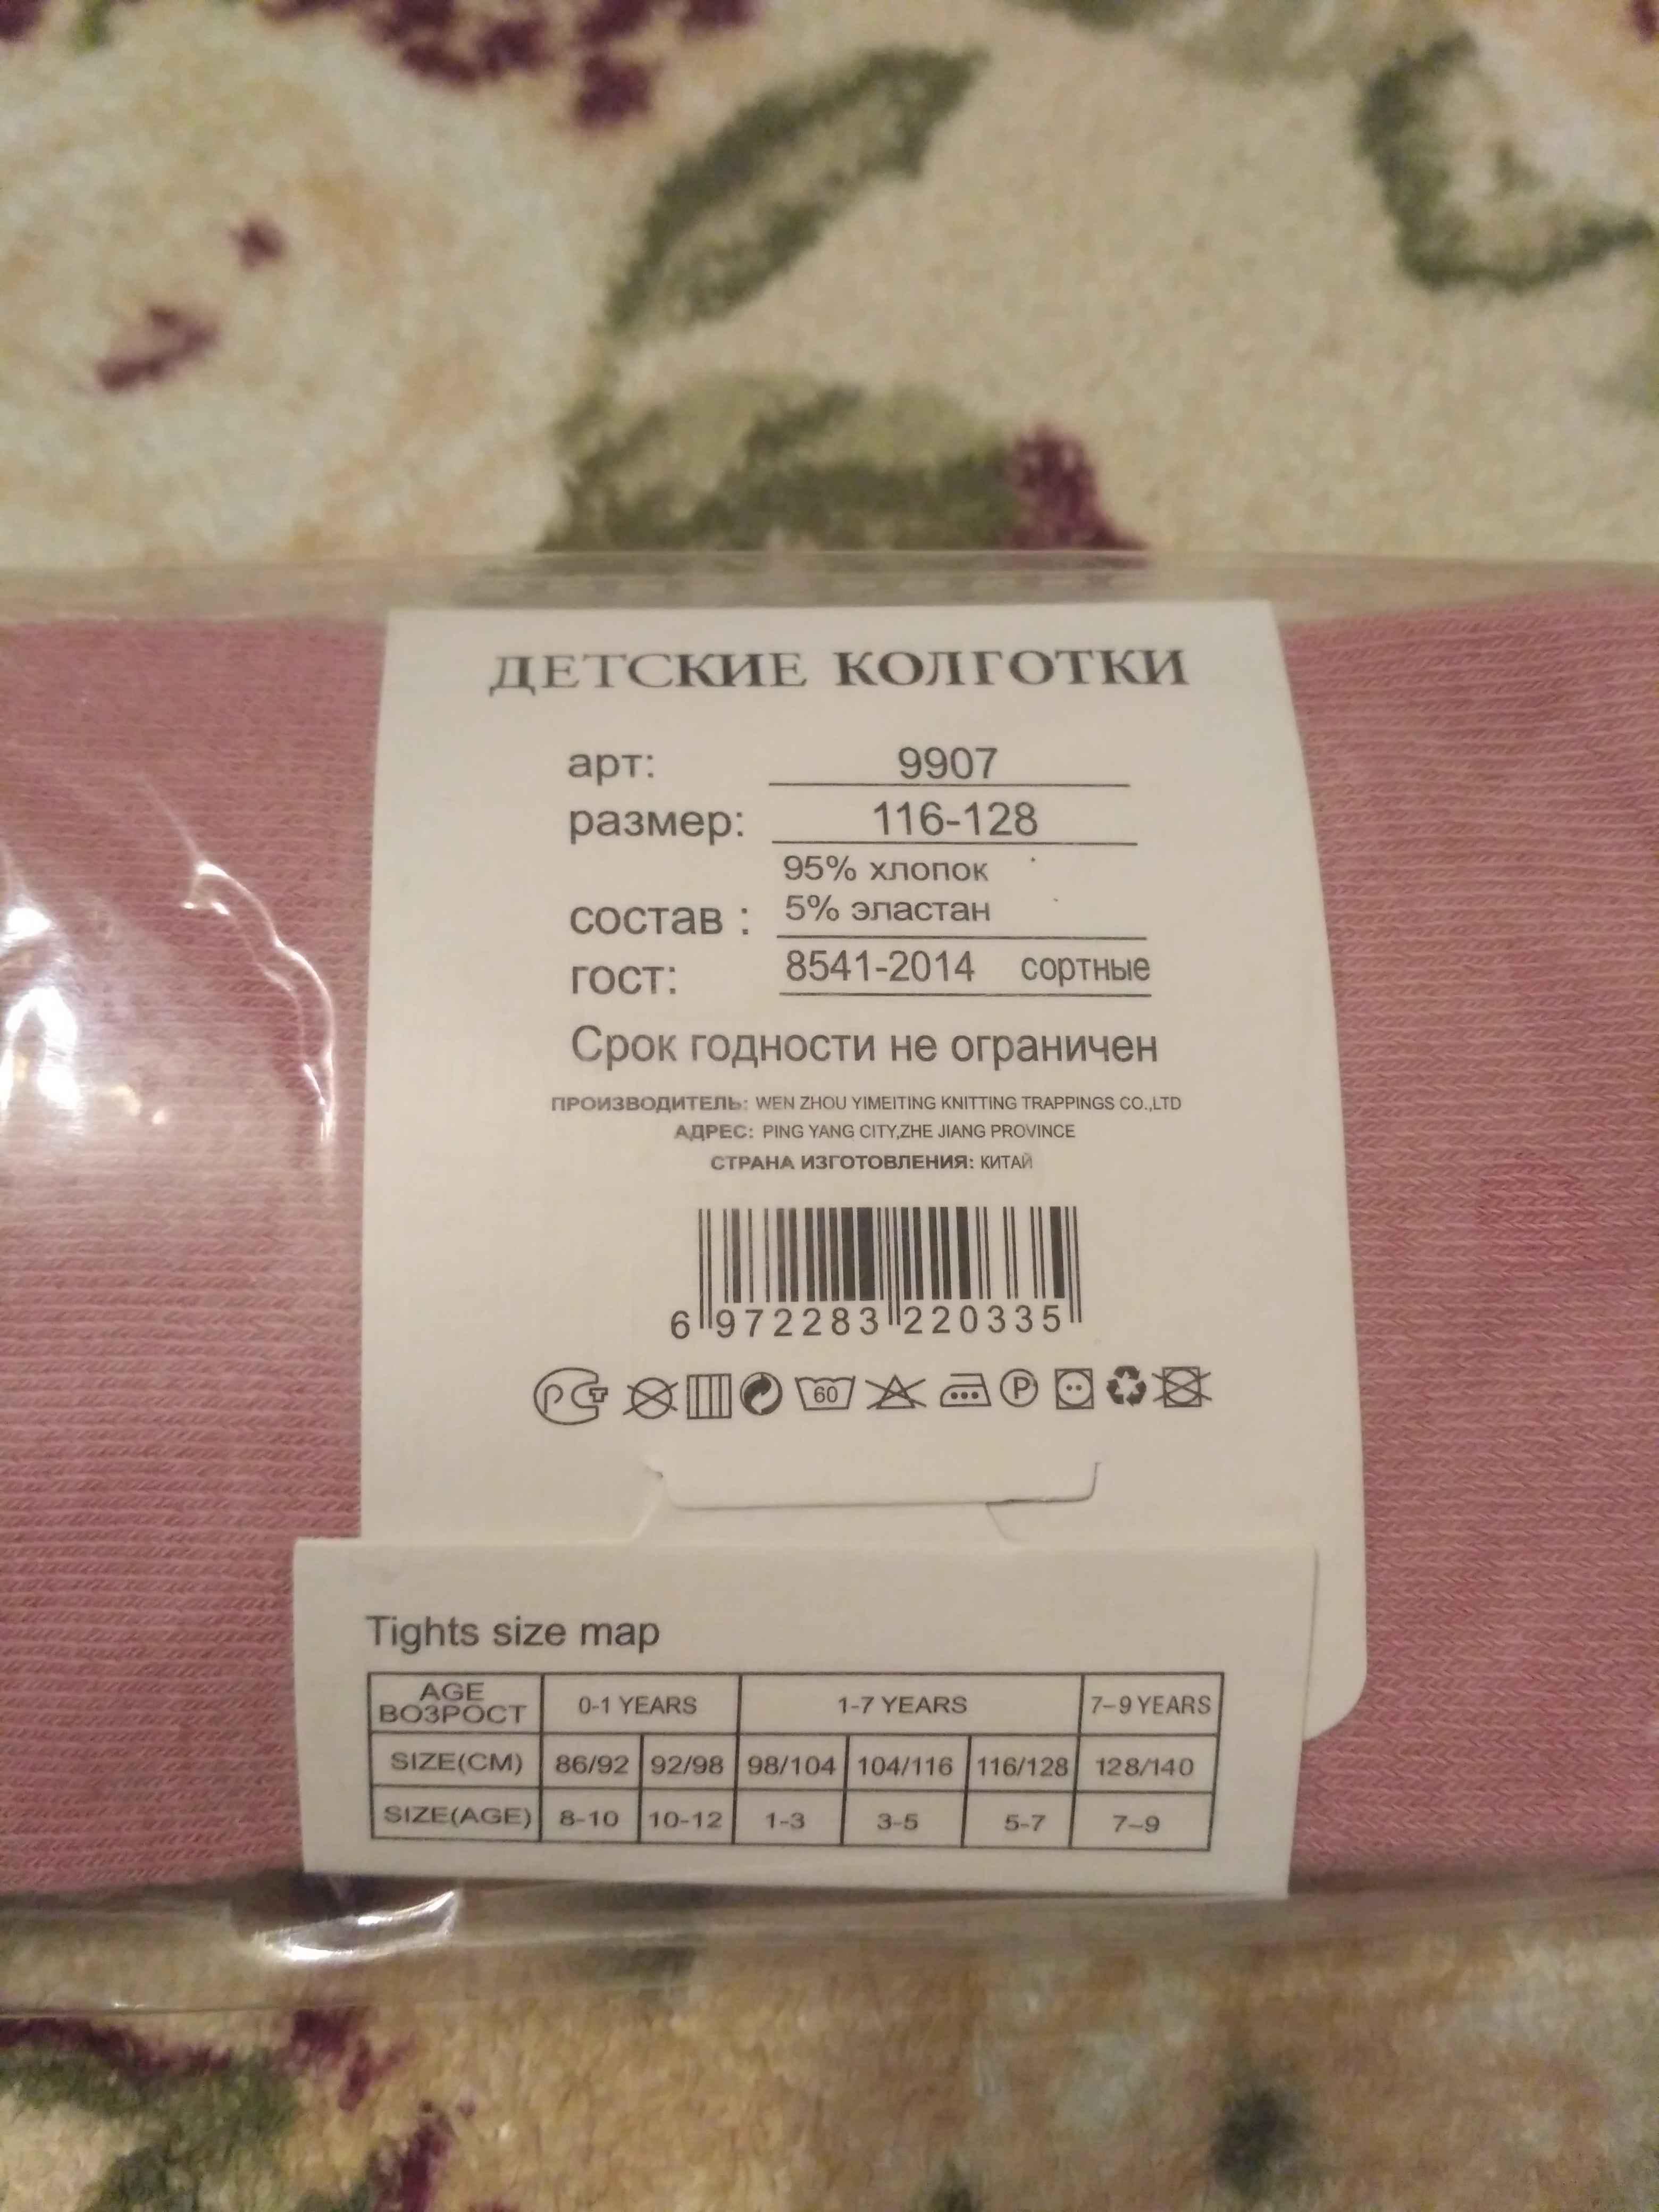 ДЕТСКИЕ КОЛГОТКИ
арт: 9907
размер: 116-128
95% хлопок
состав : 5% эластан
гост: 8541-2014 сортные
Срок годности не ограничен
ПРОИЗВОДИТЕЛЬ: WEN ZHOU YIMEITING KNITTING TRAPPINGS CO.,LTD
АДРЕС: PING YANG CITY,ZHE JIANG PROVINCE
СТРАНА ИЗГОТОВЛЕНИЯ: КИТАЙ
6 972283 220335
РСТ 60 P
Tights size map
AGE
ВОЗРОСТ 0-1 YEARS 1-7 YEARS 7-9 YEARS
SIZE(CM) 86/92 92/98 98/104 104/116 116/128 128/140
SIZE(AGE) 8-10 10-12 1-3 3-5 5-7 7-9